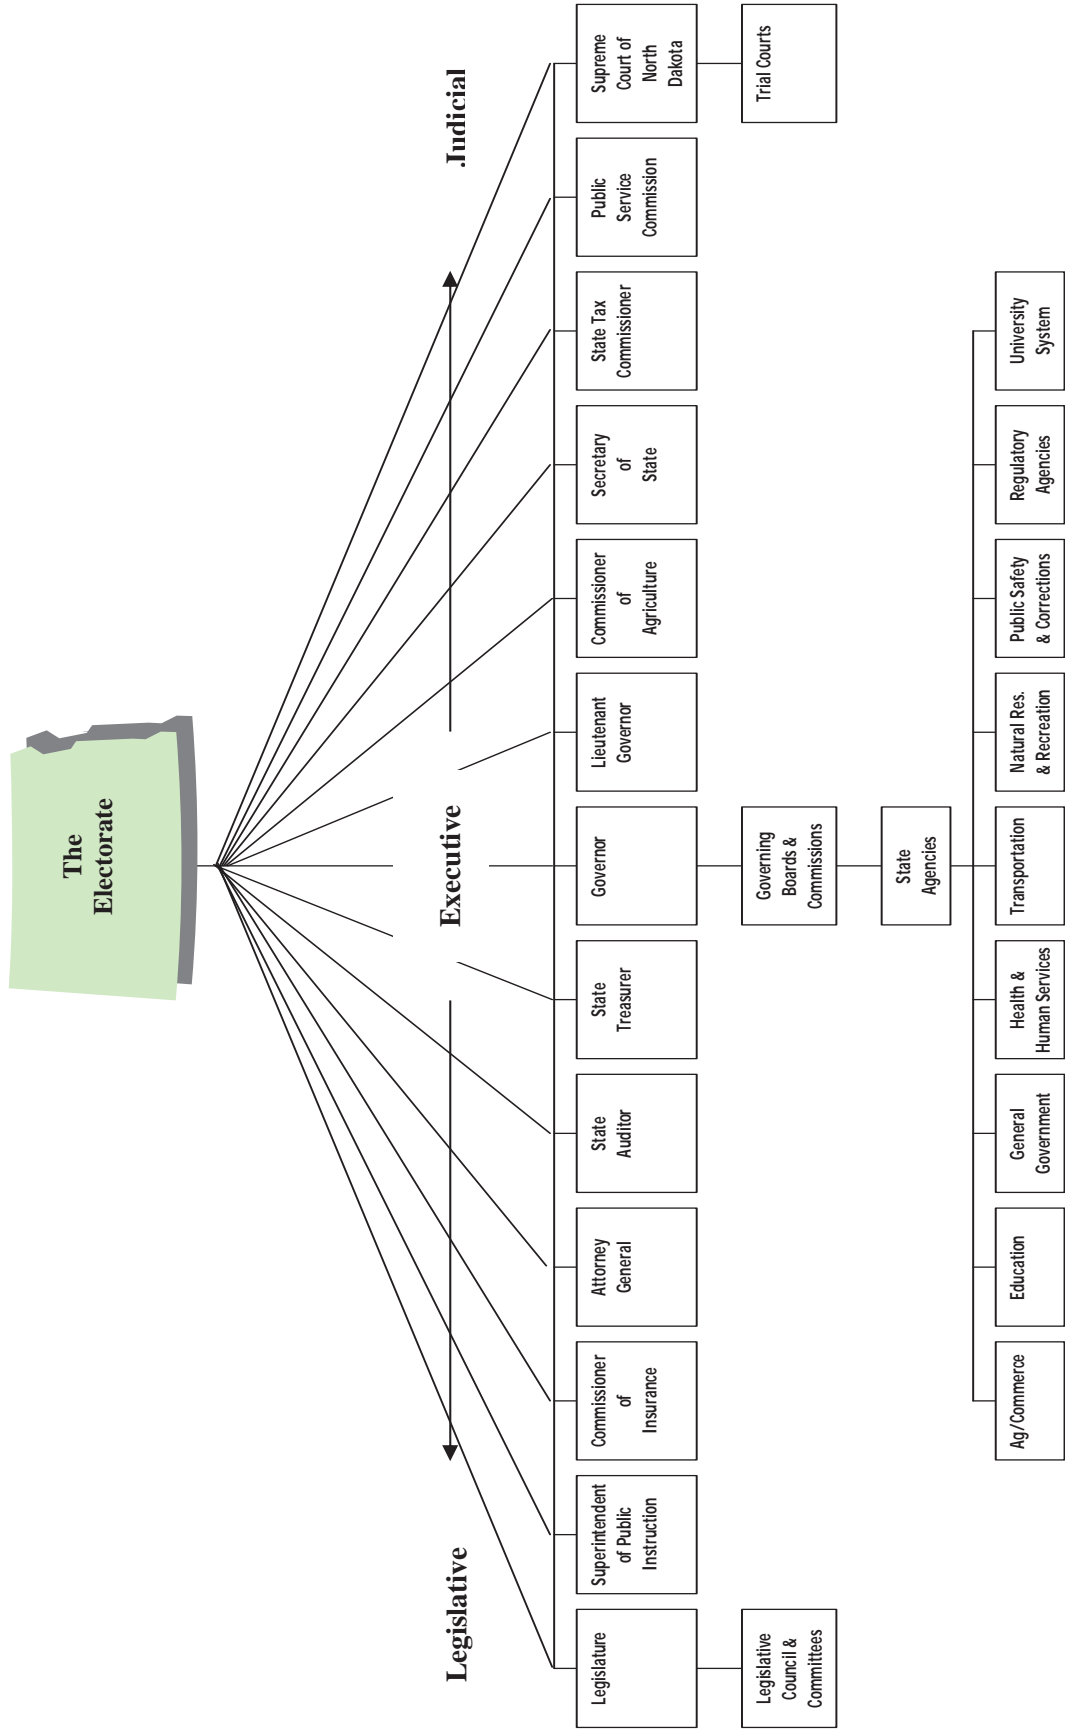 The
Electorate
Legislative
Executive
Judicial
Legislature
Superintendent
of Public
Instruction
Commissioner
of
Insurance
Attorney
General
State
Auditor
State
Treasurer
Governor
Lieutenant
Governor
Commissioner
of
Agriculture
Secretary
of
State
State Tax
Commissioner
Public
Service
Commission
Supreme
Court of
North
Dakota
Legislative
Council &
Committees
Governing
Boards &
Commissions
Trial Courts
State
Agencies
Ag/Commerce
Education
General
Government
Health &
Human Services
Transportation
Natural Res.
& Recreation
Public Safety
& Corrections
Regulatory
Agencies
University
System